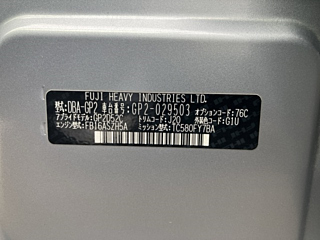 FUJI HEAVY INDUSTRIES LTD.
型式:DBA-GP2 車台番号:GP2-029503 オプションコード:76C
アプライドモデル:GP2D52C トリムコード:J20 外装色コード:G1U
エンジン型式:FB16ASZH5A ミッション型式:TC580FY7BA